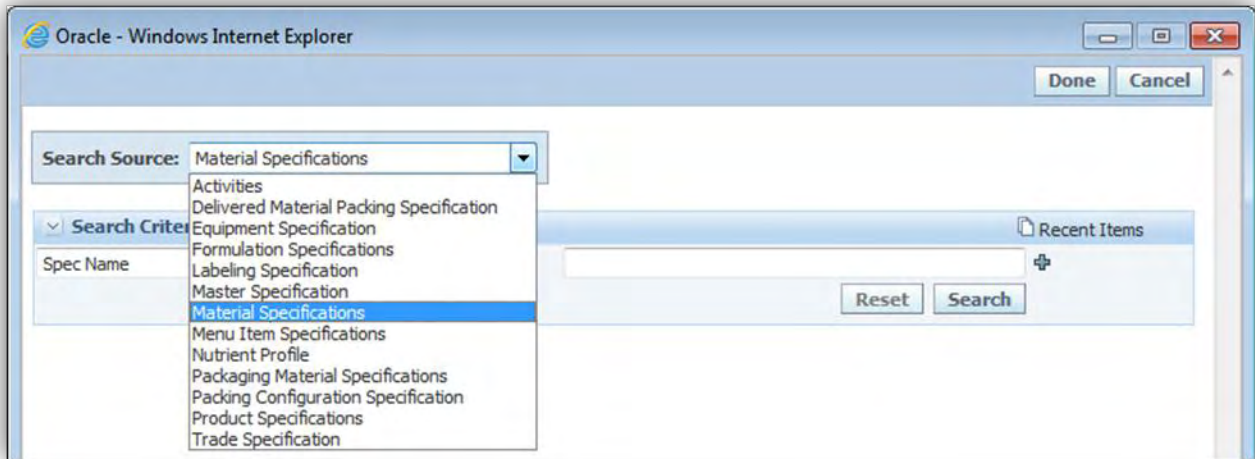 Oracle - Windows Internet Explorer
Done Cancel
Search Source: Material Specifications
Activities
Delivered Material Packing Specification
Search Criter Equipment Specification Recent Items
Formulation Specifications
Spec Name Labeling Specification
Master Specification
Material Specifications Reset Search
Menu Item Specifications
Nutrient Profile
Packaging Material Specifications
Packing Configuration Specification
Product Specifications
Trade Specification